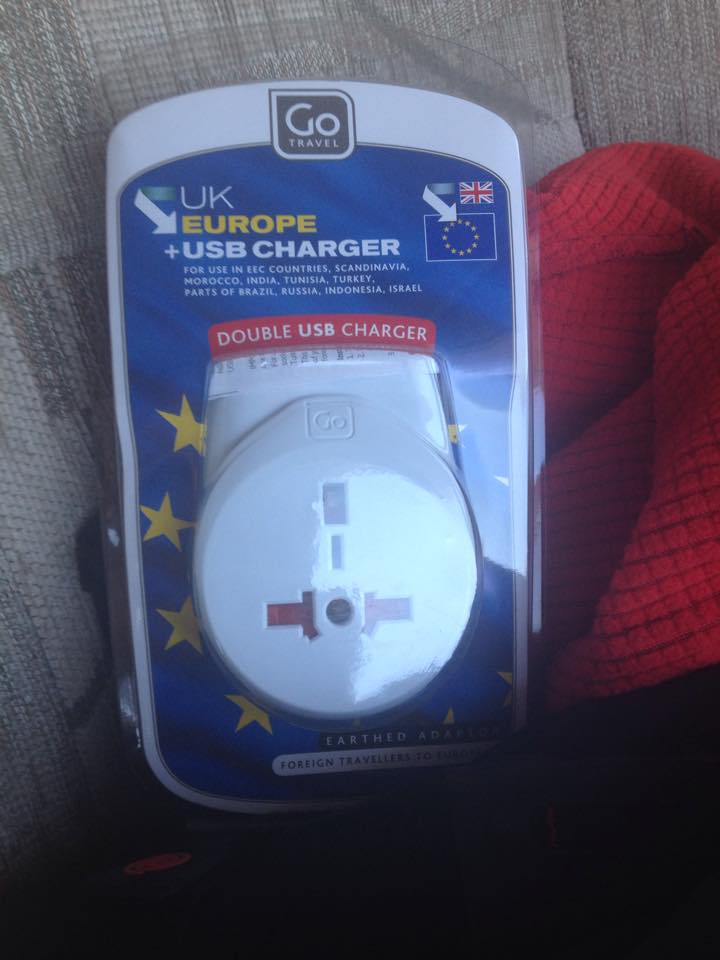 Go
TRAVEL
UK
EUROPE
+USB CHARGER
FOR USE IN EEC COUNTRIES, SCANDINAVIA,
MOROCCO, INDIA, TUNISIA, TURKEY,
PARTS OF BRAZIL, RUSSIA, INDONESIA, ISRAEL
DOUBLE USB CHARGER
Go
EARTHED ADAPTOR
FOREIGN TRAVELLERS TO EUROPE